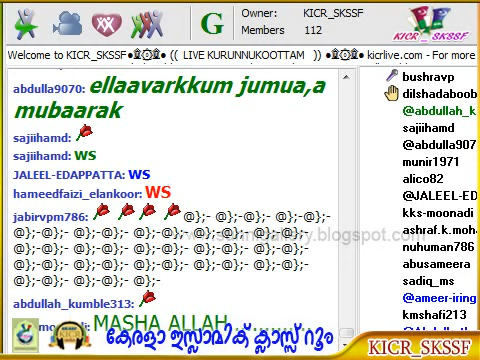 Owner: KICR_SKSSF
Members 112
KICR_SKSSF
Welcome to KICR_SKSSF●۩۞۩● (( LIVE KURUNNUKOOTTAM )) ●۩۞۩● kicrlive.com - For more
abdulla9070: ellaavarkkum jumua,a
mubaarak
sajiihamd:
sajiihamd: ws
JALEEL-EDAPPATTA: ws
hameedfaizi_elankoor: WS
jabirvpm786: @};- @};-@};- @};-@};-
@};- @};-@};- @};-@};- @};-@};- @};-@};-
@};- @};-@};- @};-@};- @};-@};- @};-@};-
@};- @};-@};- @};-@};- @};-@};- @};-@};-
@};- @};-@};- @};-@};- @};-
abdullah_kumble313:
MASHA ALLAH
bushravp
dilshadaboob
@abdullah_k
sajiihamd
@abdulla907
munir1971
alico82
@JALEEL-ED
kks-moonadi
ashraf.k.moha
nuhuman786
abusameera
sadiq_ms
@ameer-iring
kmshafi213
കേരളാ ഇസ്ലാമിക് ക്ലാസ്സ് റൂം
KICR_SKSSF